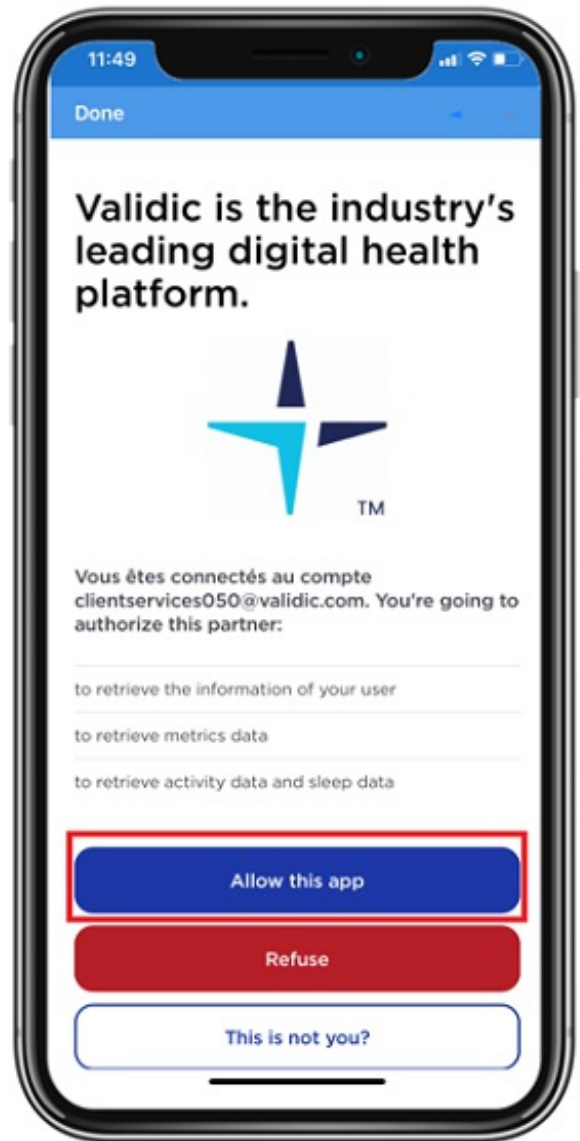 11:49
Done
Validic is the industry's
leading digital health
platform.
TM
Vous êtes connectés au compte
clientservices050@validic.com. You're going to
authorize this partner:
to retrieve the information of your user
to retrieve metrics data
to retrieve activity data and sleep data
Allow this app
Refuse
This is not you?